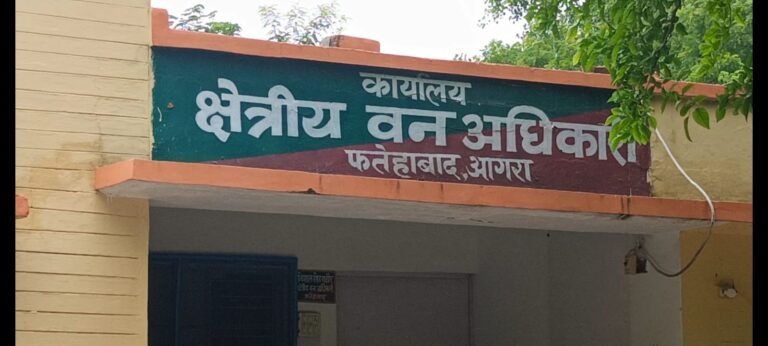 कार्यालय
क्षेत्रीय वन अधिकारी
फतेहाबाद, आगरा